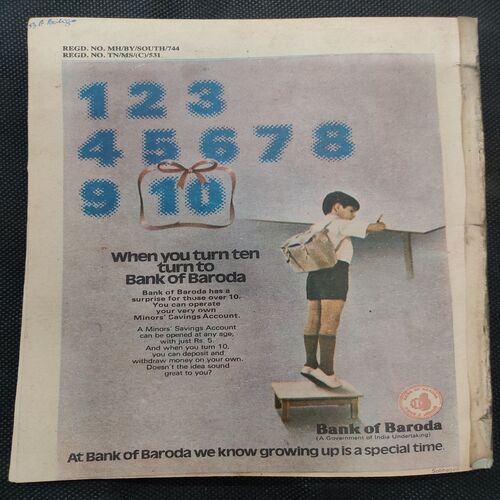 REGD. NO. MH/BY/SOUTH/744
REGD. NO. TN/MS/(C)/531
1 2 3
4 5 6 7 8
9 10
When you turn ten
turn to
Bank of Baroda
Bank of Baroda has a
surprise for those over 10.
You can operate
your very own
Minors' Savings Account.
A Minors' Savings Account
can be opened at any age,
with just Rs. 5.
And when you turn 10,
you can deposit and
withdraw money on your own.
Doesn't the idea sound
great to you?
Bank of Baroda
(A Government of India Undertaking)
At Bank of Baroda we know growing up is a special time.